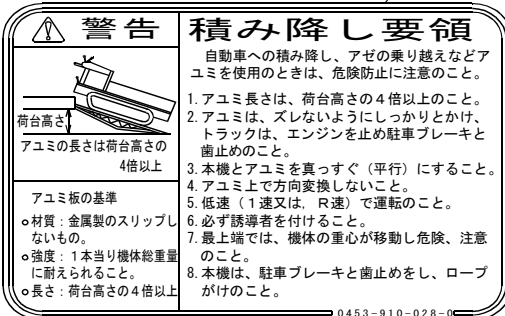 警告
荷台高さ
アユミの長さは荷台高さの
4倍以上
アユミ板の基準
○材質：金属製のスリップし
ないもの。
○強度：１本当り機体総重量
に耐えられること。
○長さ：荷台高さの４倍以上
積み降し要領
自動車への積み降し、アゼの乗り越えなどア
ユミを使用のときは、危険防止に注意のこと。
1.アユミ長さは、荷台高さの４倍以上のこと。
2.アユミは、ズレないようにしっかりとかけ、
トラックは、エンジンを止め駐車ブレーキと
歯止めのこと。
3.本機とアユミを真っすぐ（平行）にすること。
4.アユミ上で方向変換しないこと。
5.低速（１速又は，Ｒ速）で運転のこと。
6.必ず誘導者を付けること。
7.最上端では、機体の重心が移動し危険、注意
のこと。
8.本機は、駐車ブレーキと歯止めをし、ロープ
がけのこと。
0453-910-028-0